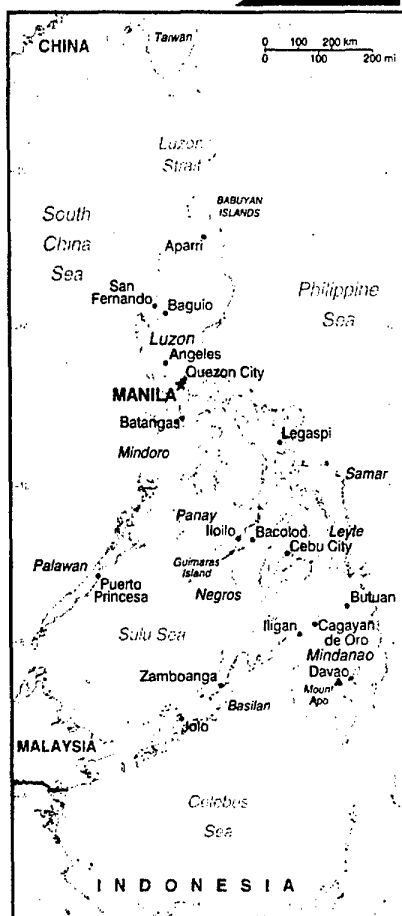 CHINA
Taiwan
0 100 200 km
0 100 200 mi
Luzon
Strait
BABUYAN
ISLANDS
South
China
Sea
Aparri
San
Fernando
Baguio
Philippine
Sea
Luzon
Angeles
Quezon City
MANILA
Batangas
Legaspi
Mindoro
Samar
Panay
Iloilo
Bacolod
Leyte
Cebu City
Guimaras
Island
Palawan
Puerto
Princesa
Negros
Butuan
Sulu Sea
Iligan
Cagayan
de Oro
Mindanao
Davao
Mount
Apo
Zamboanga
Basilan
Jolo
MALAYSIA
Celebes
Sea
INDONESIA